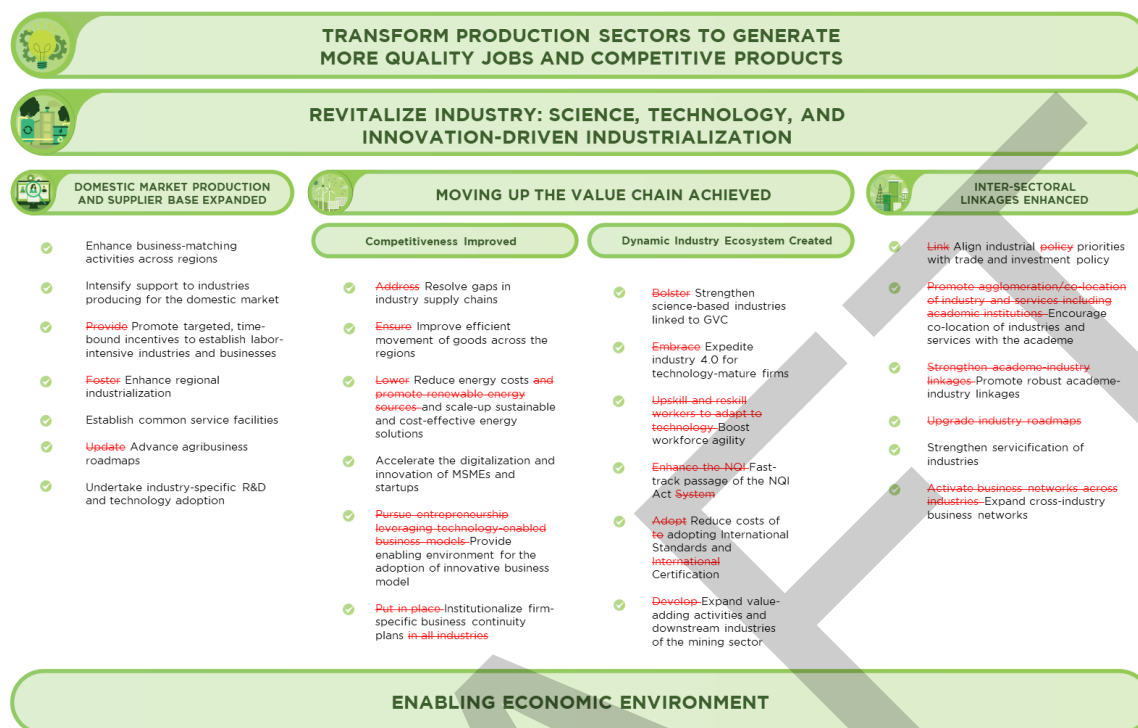 TRANSFORM PRODUCTION SECTORS TO GENERATE
MORE QUALITY JOBS AND COMPETITIVE PRODUCTS
REVITALIZE INDUSTRY: SCIENCE, TECHNOLOGY, AND
INNOVATION-DRIVEN INDUSTRIALIZATION
DOMESTIC MARKET PRODUCTION
AND SUPPLIER BASE EXPANDED
Enhance business-matching
activities across regions
Intensify support to industries
producing for the domestic market
Provide Promote targeted, time-
bound incentives to establish labor-
intensive industries and businesses
Foster Enhance regional
industrialization
Establish common service facilities
Update Advance agribusiness
roadmaps
Undertake industry-specific R&D
and technology adoption
MOVING UP THE VALUE CHAIN ACHIEVED
Competitiveness Improved
Address Resolve gaps in
industry supply chains
Ensure Improve efficient
movement of goods across the
regions
Lower Reduce energy costs and
promote renewable energy
sources and scale-up sustainable
and cost-effective energy
solutions
Accelerate the digitalization and
innovation of MSMEs and
startups
Pursue entrepreneurship
leveraging technology-enabled
business models Provide
enabling environment for the
adoption of innovative business
model
Put in place Institutionalize firm-
specific business continuity
plans in all industries
Dynamic Industry Ecosystem Created
Bolster Strengthen
science-based industries
linked to GVC
Embrace Expedite
industry 4.0 for
technology-mature firms
Upskill and reskill
workers to adapt to
technology Boost
workforce agility
Enhance the NQI Fast-
track passage of the NQI
Act System
Adopt Reduce costs of
to adopting International
Standards and
International
Certification
Develop Expand value-
adding activities and
downstream industries
of the mining sector
INTER-SECTORAL
LINKAGES ENHANCED
Link Align industrial policy priorities
with trade and investment policy
Promote agglomeration/co-location
of industry and services including
academic institutions Encourage
co-location of industries and
services with the academe
Strengthen academe-industry
linkages Promote robust academe-
industry linkages
Upgrade industry roadmaps
Strengthen servicification of
industries
Activate business networks across
industries Expand cross-industry
business networks
ENABLING ECONOMIC ENVIRONMENT